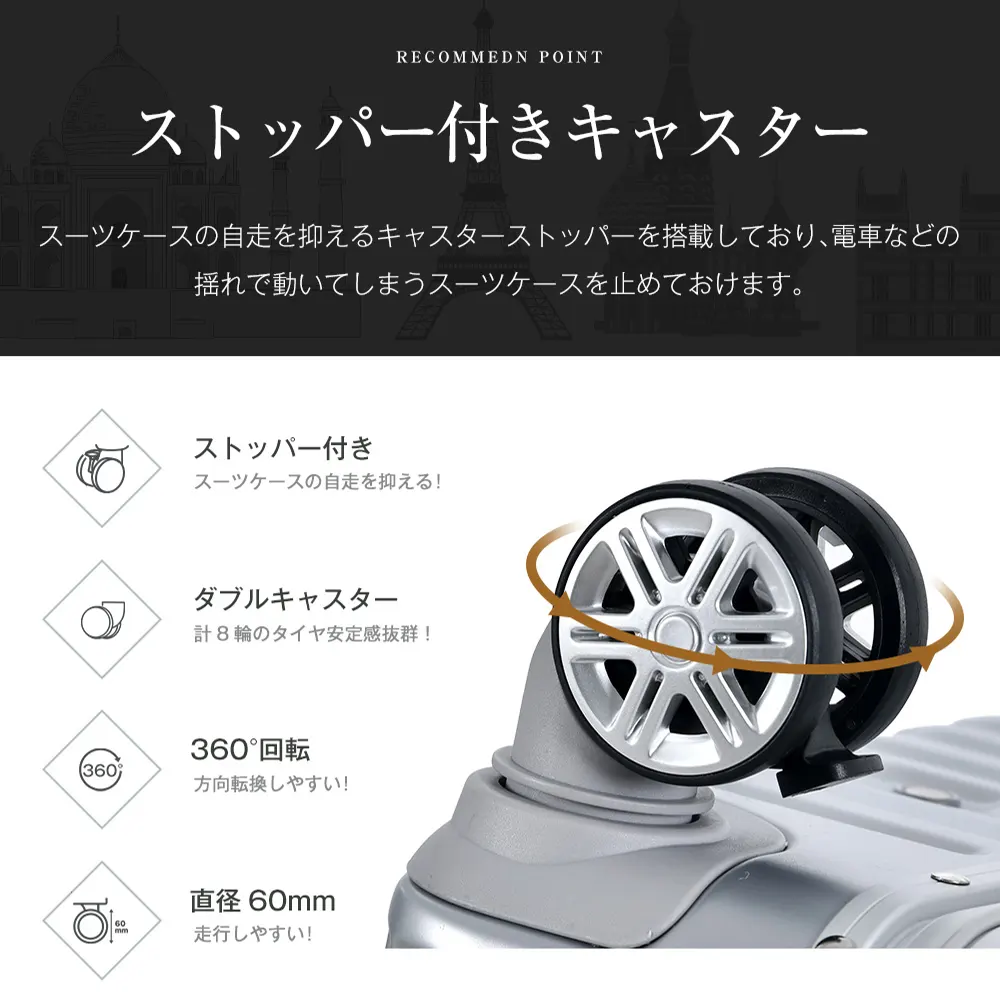 RECOMMEDN POINT
ストッパー付きキャスター
スーツケースの自走を抑えるキャスターストッパーを搭載しており、電車などの
揺れで動いてしまうスーツケースを止めておけます。
ストッパー付き
スーツケースの自走を抑える!
ダブルキャスター
計8輪のタイヤ安定感抜群!
360°
360°回転
方向転換しやすい!
60
mm
直径 60mm
走行しやすい!